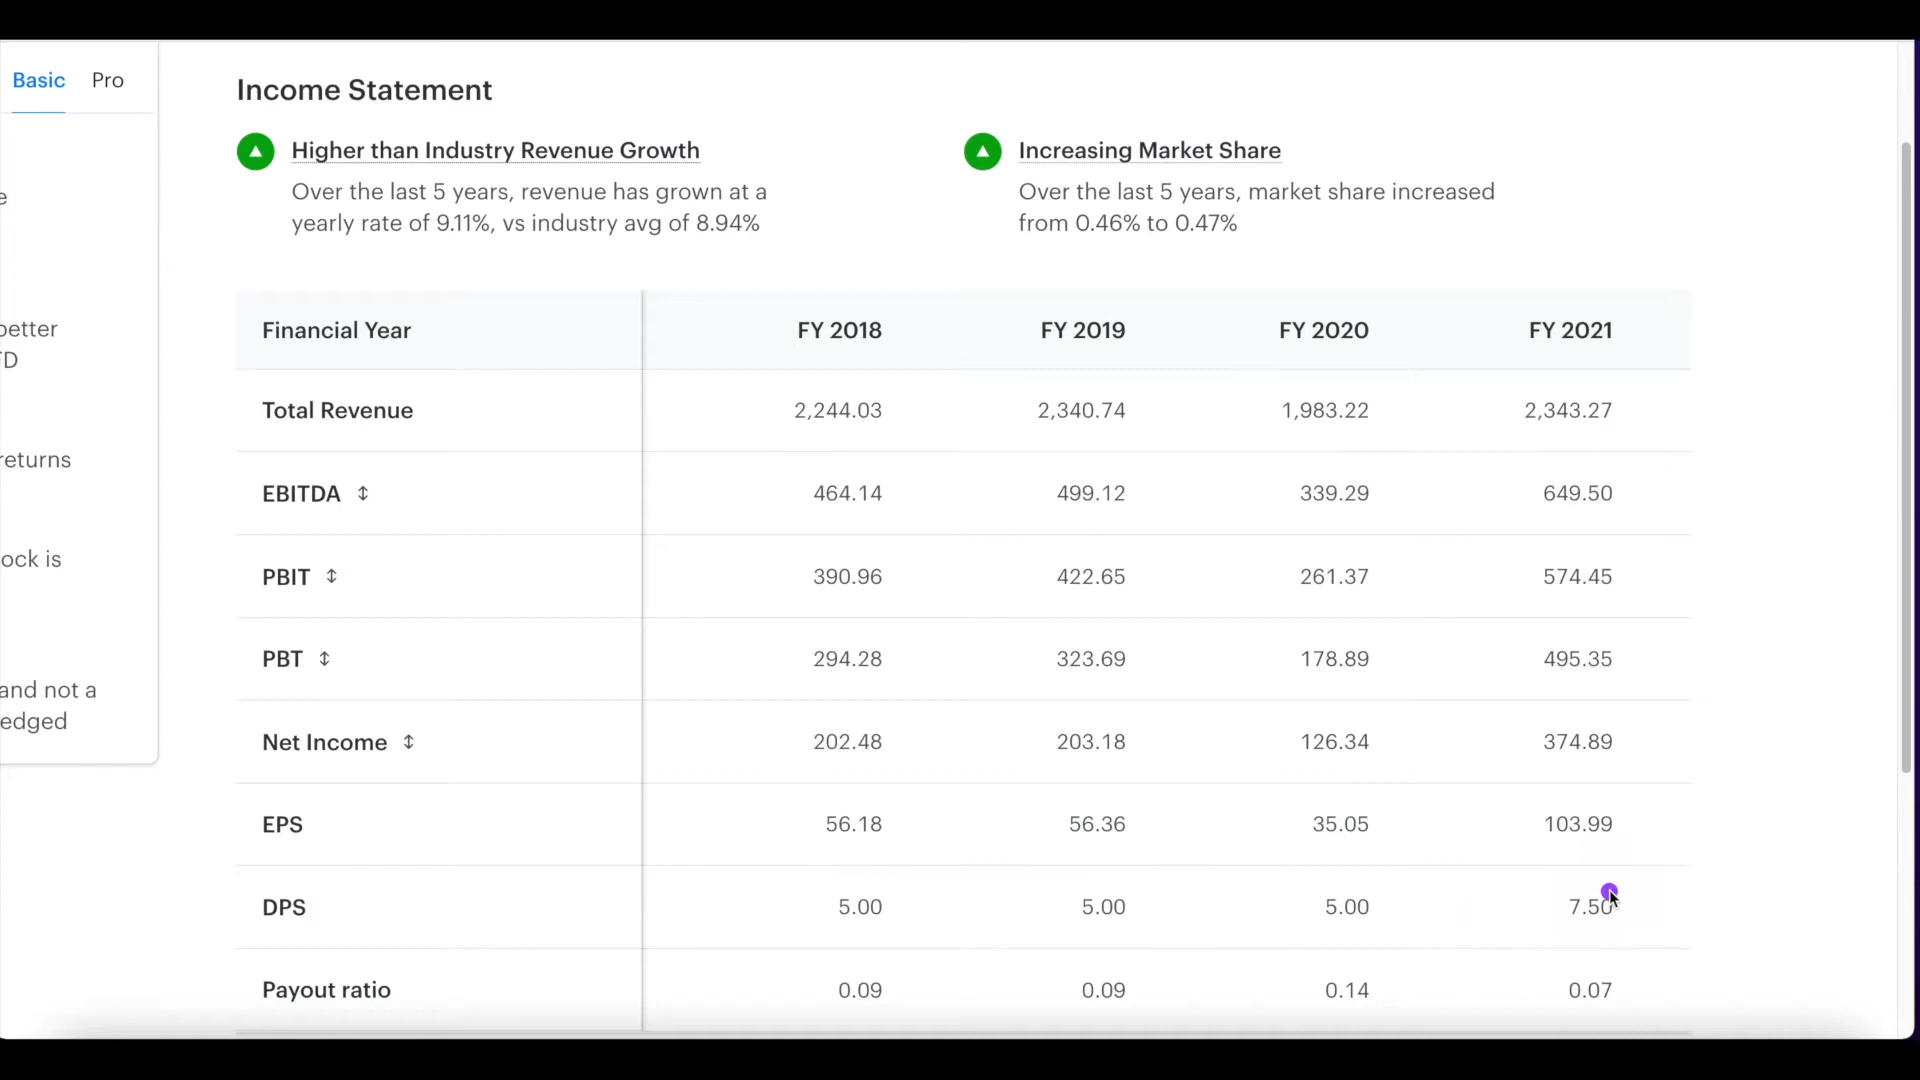 Basic Pro
e
better
returns
ock is
and not a
edged
Income Statement
Higher than Industry Revenue Growth
Over the last 5 years, revenue has grown at a
yearly rate of 9.11%, vs industry avg of 8.94%
Increasing Market Share
Over the last 5 years, market share increased
from 0.46% to 0.47%
Financial Year FY 2018 FY 2019 FY 2020 FY 2021
Total Revenue 2,244.03 2,340.74 1,983.22 2,343.27
EBITDA 464.14 499.12 339.29 649.50
PBIT 390.96 422.65 261.37 574.45
PBT 294.28 323.69 178.89 495.35
Net Income 202.48 203.18 126.34 374.89
EPS 56.18 56.36 35.05 103.99
DPS 5.00 5.00 5.00 7.50
Payout ratio 0.09 0.09 0.14 0.07